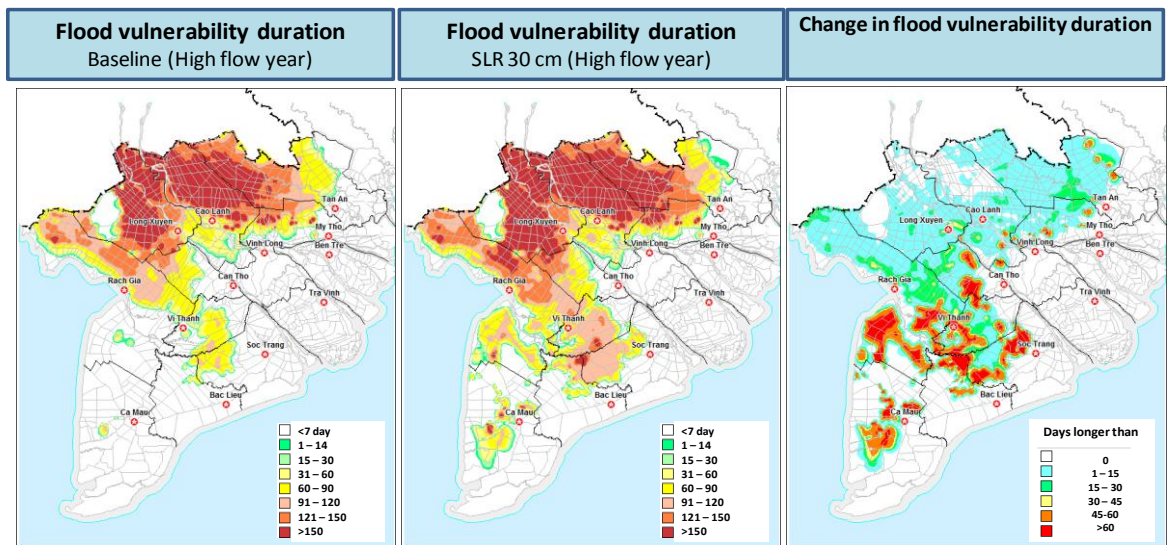 Flood vulnerability duration
Baseline (High flow year)
Flood vulnerability duration
SLR 30 cm (High flow year)
Change in flood vulnerability duration
Tan An
Cao Lanh
Long Xuyen
My Tho
Vinh Long
Ben Tre
Can Tho
Rach Gia
Tra Vinh
Vi Thanh
Soc Trang
Bac Lieu
Ca Mau
<7 day
1 – 14
15 – 30
31 – 60
60 – 90
91 – 120
121 – 150
>150
Tan An
Cao Lanh
Long Xuyen
My Tho
Vinh Long
Ben Tre
Can Tho
Rach Gia
Tra Vinh
Vi Thanh
Soc Trang
Bac Lieu
Ca Mau
<7 day
1 – 14
15 – 30
31 – 60
60 – 90
91 – 120
121 – 150
>150
Tan An
Cao Lanh
Long Xuyen
My Tho
Vinh Long
Ben Tre
Can Tho
Rach Gia
Tra Vinh
Vi Thanh
Soc Trang
Bac Lieu
Ca Mau
Days longer than
0
1 – 15
15 – 30
30 – 45
45-60
>60